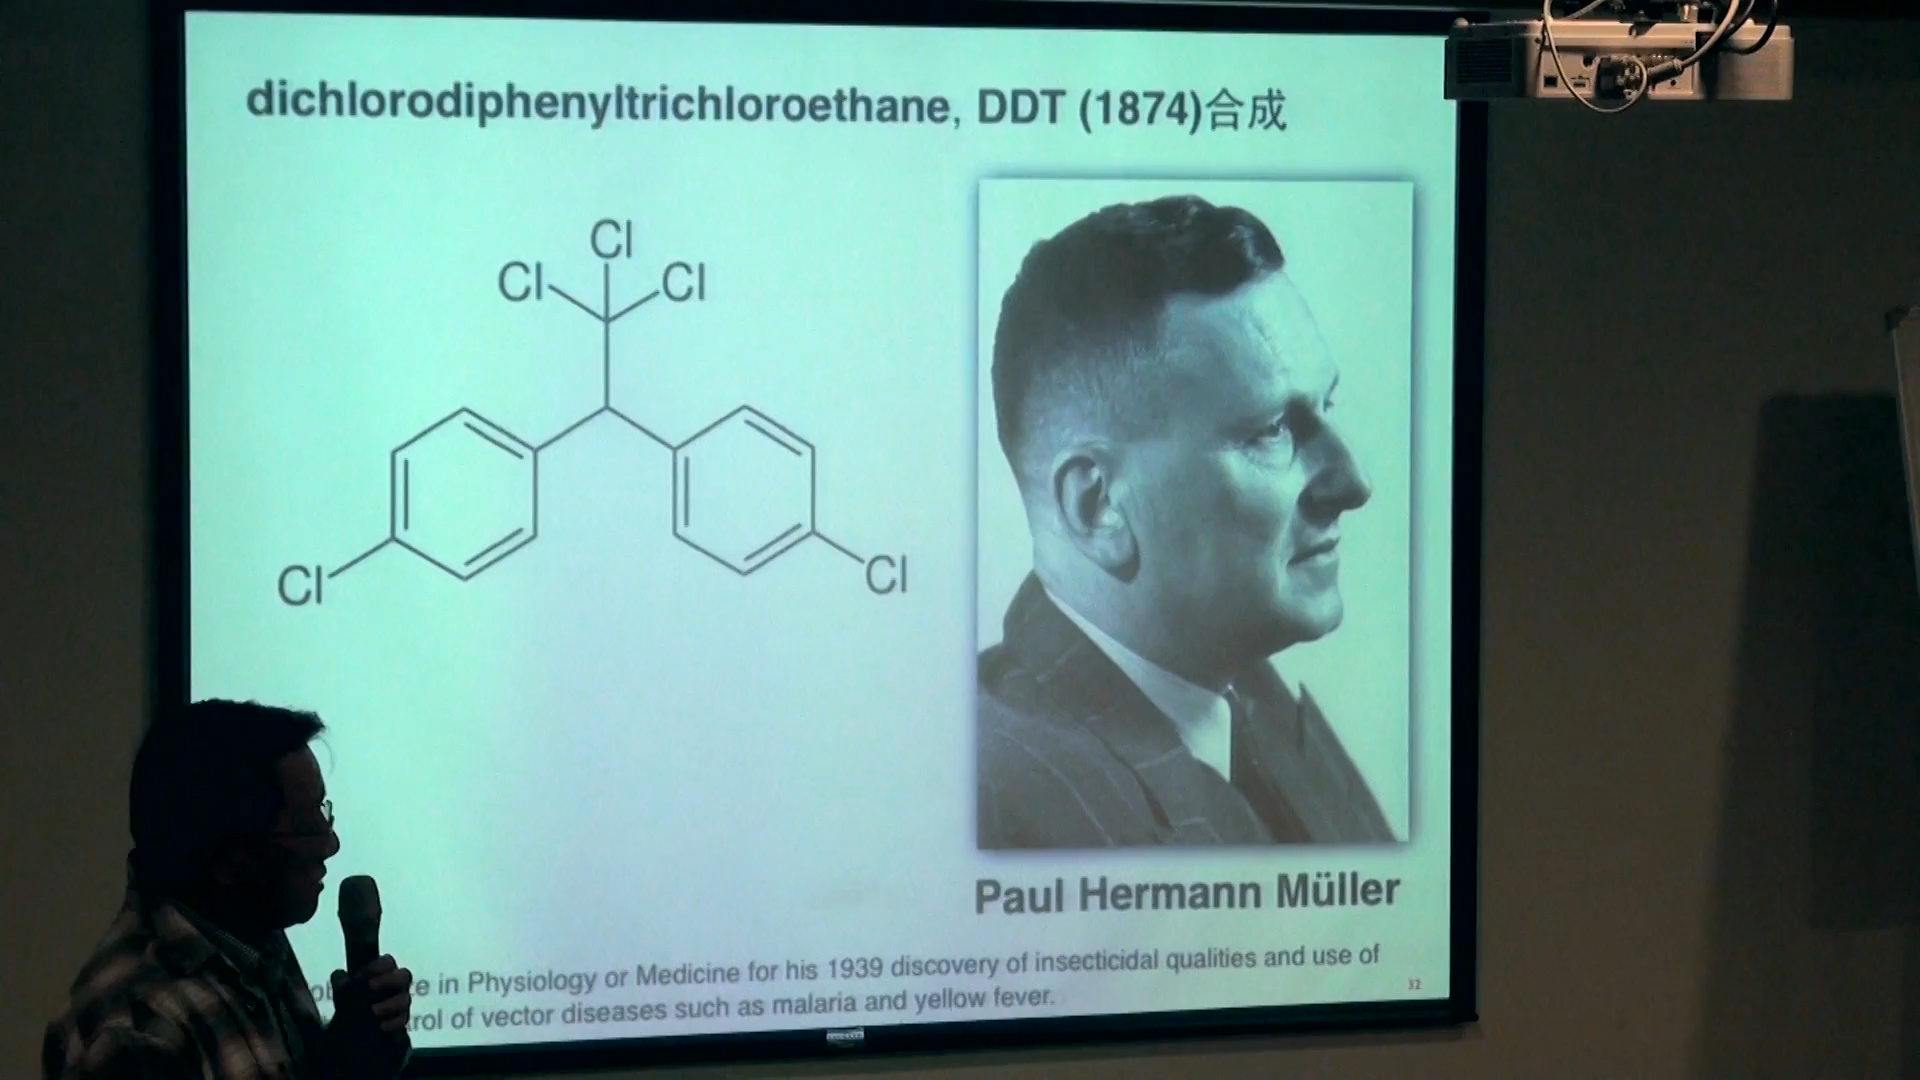 dichlorodiphenyltrichloroethane, DDT (1874)合成
Cl
Cl
Cl
Cl
Cl
Paul Hermann Müller
in Physiology or Medicine for his 1939 discovery of insecticidal qualities and use of
of vector diseases such as malaria and yellow fever.
32